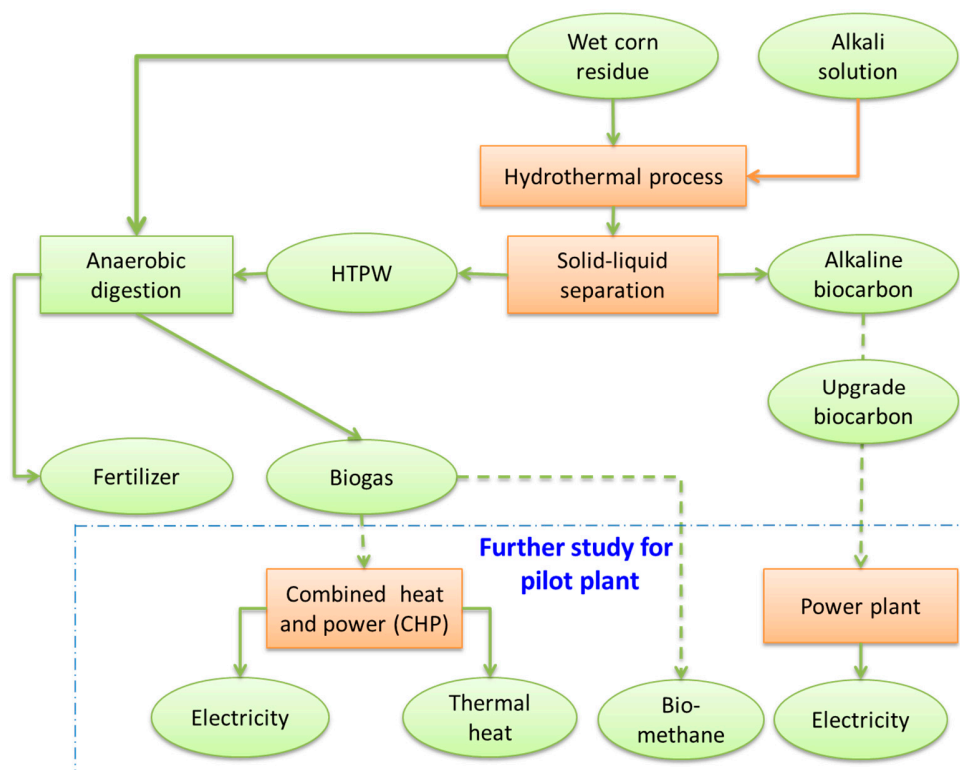 Wet corn
residue
Alkali
solution
Hydrothermal process
Anaerobic
digestion
HTPW
Solid-liquid
separation
Alkaline
biocarbon
Upgrade
biocarbon
Fertilizer
Biogas
Further study for
pilot plant
Combined heat
and power (CHP)
Power plant
Electricity
Thermal
heat
Bio-
methane
Electricity